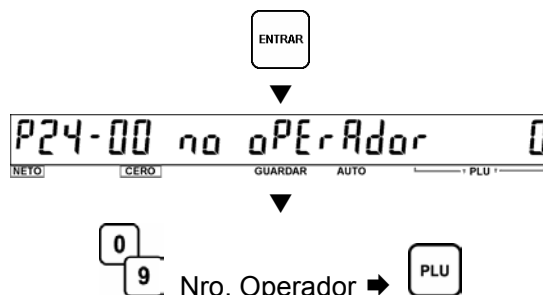 ENTRAR
P24-00 no oPErAdor 0
NETO CERO GUARDAR AUTO PLU
0
9 Nro. Operador ➡ PLU